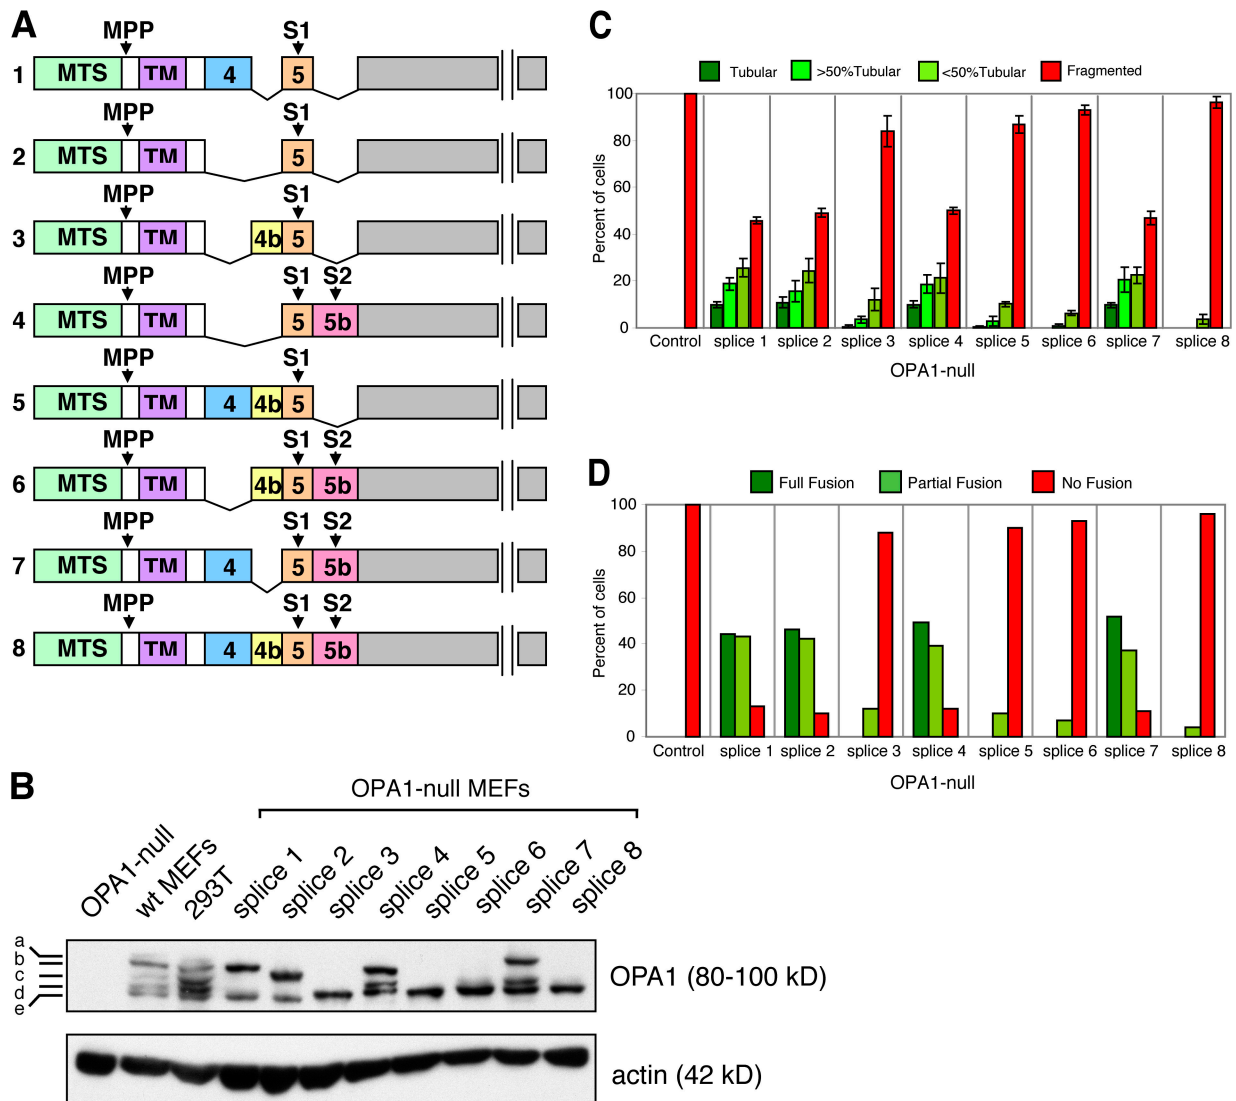 A
MPP S1
1 MTS TM 4 5
MPP S1
2 MTS TM 5
MPP S1
3 MTS TM 4b 5
MPP S1 S2
4 MTS TM 5 5b
MPP S1
5 MTS TM 4 4b 5
MPP S1 S2
6 MTS TM 4b 5 5b
MPP S1 S2
7 MTS TM 4 5 5b
MPP S1 S2
8 MTS TM 4 4b 5 5b
B
OPA1-null MEFs
OPA1-null
wt MEFs
293T
splice 1
splice 2
splice 3
splice 4
splice 5
splice 6
splice 7
splice 8
a
b
c
d
e
OPA1 (80-100 kD)
actin (42 kD)
C
Tubular >50%Tubular <50%Tubular Fragmented
Percent of cells
100
80
60
40
20
0
Control splice 1 splice 2 splice 3 splice 4 splice 5 splice 6 splice 7 splice 8
OPA1-null
D
Full Fusion Partial Fusion No Fusion
Percent of cells
100
80
60
40
20
0
Control splice 1 splice 2 splice 3 splice 4 splice 5 splice 6 splice 7 splice 8
OPA1-null